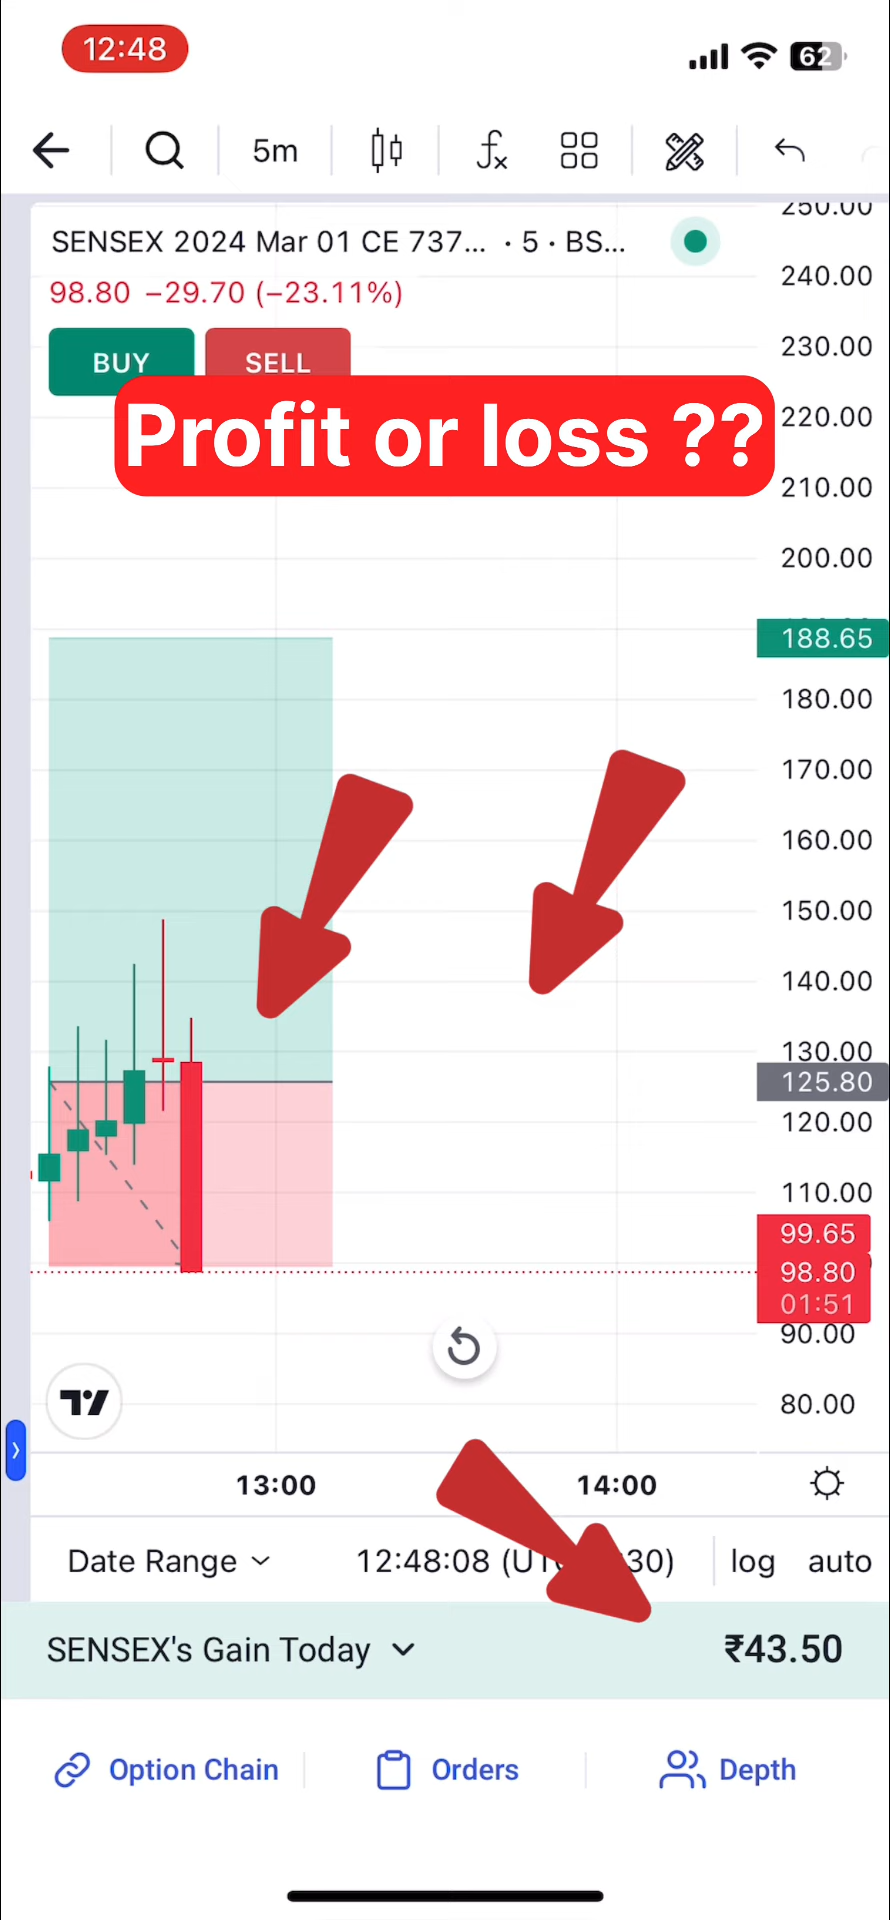 12:48
62
5m
SENSEX 2024 Mar 01 CE 737... · 5 · BS...
98.80 −29.70 (−23.11%)
BUY
SELL
Profit or loss ??
250.00
240.00
230.00
220.00
210.00
200.00
188.65
180.00
170.00
160.00
150.00
140.00
130.00
125.80
120.00
110.00
99.65
98.80
01:51
90.00
80.00
13:00
14:00
Date Range
12:48:08
30)
log
auto
SENSEX's Gain Today
₹43.50
Option Chain
Orders
Depth